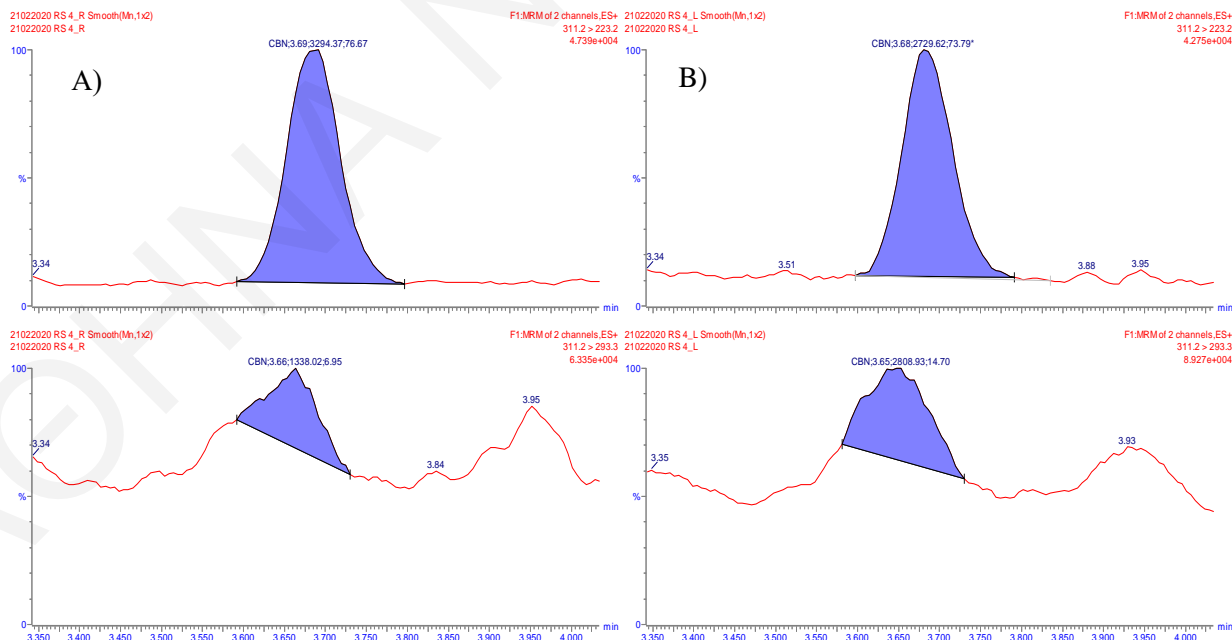 21022020 RS 4_R Smooth(Mn,1x2)
21022020 RS 4_R
F1:MRM of 2 channels,ES+
311.2 > 223.2
4.739e+004
CBN;3.69;3294.37;76.67
A)
100
%
0
3.34
min
21022020 RS 4_L Smooth(Mn,1x2)
21022020 RS 4_L
F1:MRM of 2 channels,ES+
311.2 > 223.2
4.275e+004
CBN;3.68;2729.62;73.79*
B)
100
%
0
3.34
3.51
3.88
3.95
min
21022020 RS 4_R Smooth(Mn,1x2)
21022020 RS 4_R
F1:MRM of 2 channels,ES+
311.2 > 293.3
6.335e+004
CBN;3.66;1338.02;6.95
100
%
0
3.34
3.84
3.95
min
3.350 3.400 3.450 3.500 3.550 3.600 3.650 3.700 3.750 3.800 3.850 3.900 3.950 4.000
21022020 RS 4_L Smooth(Mn,1x2)
21022020 RS 4_L
F1:MRM of 2 channels,ES+
311.2 > 293.3
8.927e+004
CBN;3.65;2808.93;14.70
100
%
0
3.35
3.93
min
3.350 3.400 3.450 3.500 3.550 3.600 3.650 3.700 3.750 3.800 3.850 3.900 3.950 4.000